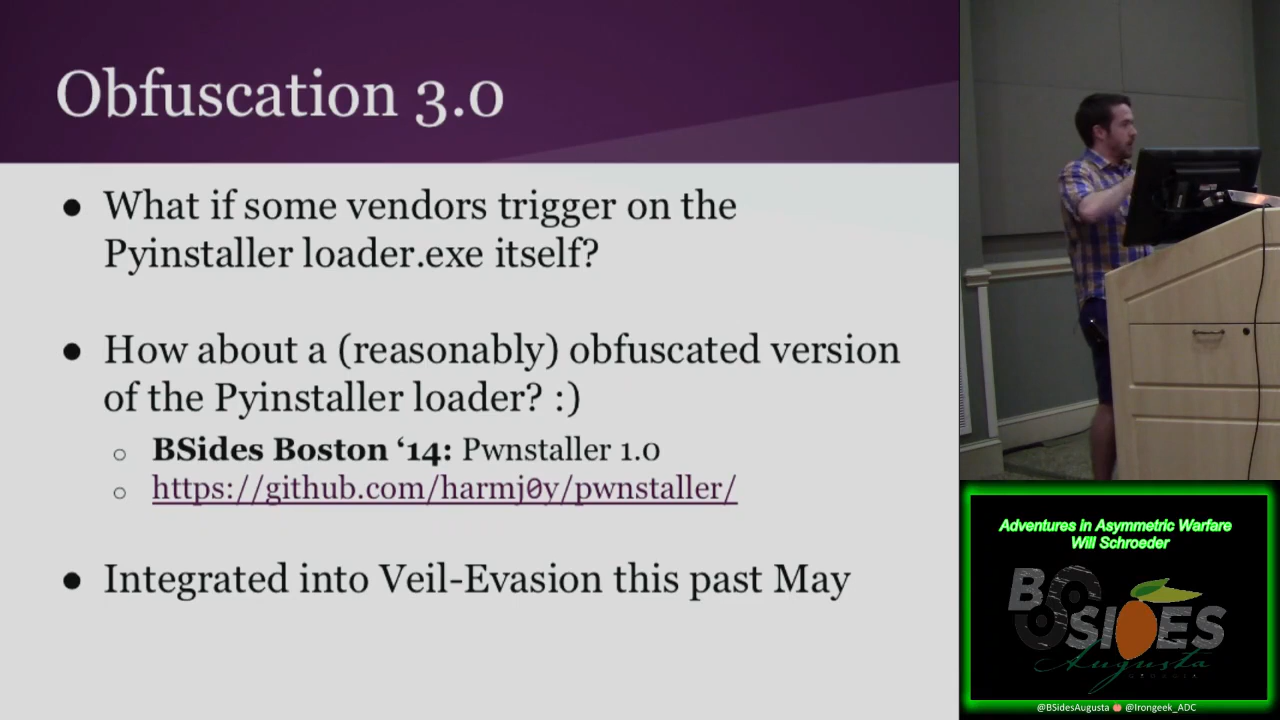 Obfuscation 3.0
● What if some vendors trigger on the
Pyinstaller loader.exe itself?
● How about a (reasonably) obfuscated version
of the Pyinstaller loader? :)
○ BSides Boston ‘14: Pwnstaller 1.0
○ https://github.com/harmj0y/pwnstaller/
● Integrated into Veil-Evasion this past May
Adventures in Asymmetric Warfare
Will Schroeder
BSIDES
Augusta
GEORGIA
@BSidesAugusta @Irongeek_ADC